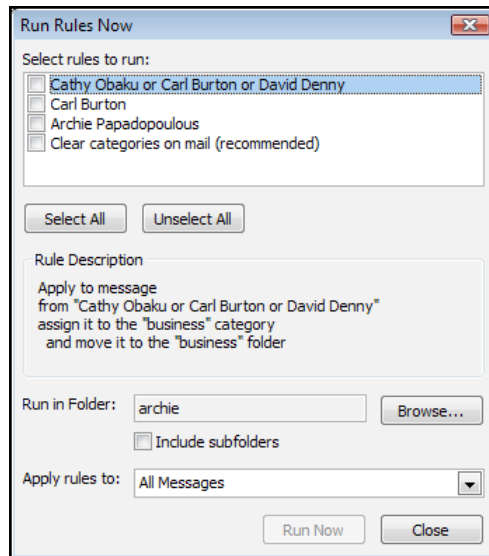 Run Rules Now
Select rules to run:
Cathy Obaku or Carl Burton or David Denny
Carl Burton
Archie Papadopoulous
Clear categories on mail (recommended)
Select All Unselect All
Rule Description
Apply to message
from "Cathy Obaku or Carl Burton or David Denny"
assign it to the "business" category
and move it to the "business" folder
Run in Folder: archie Browse...
Include subfolders
Apply rules to: All Messages
Run Now Close